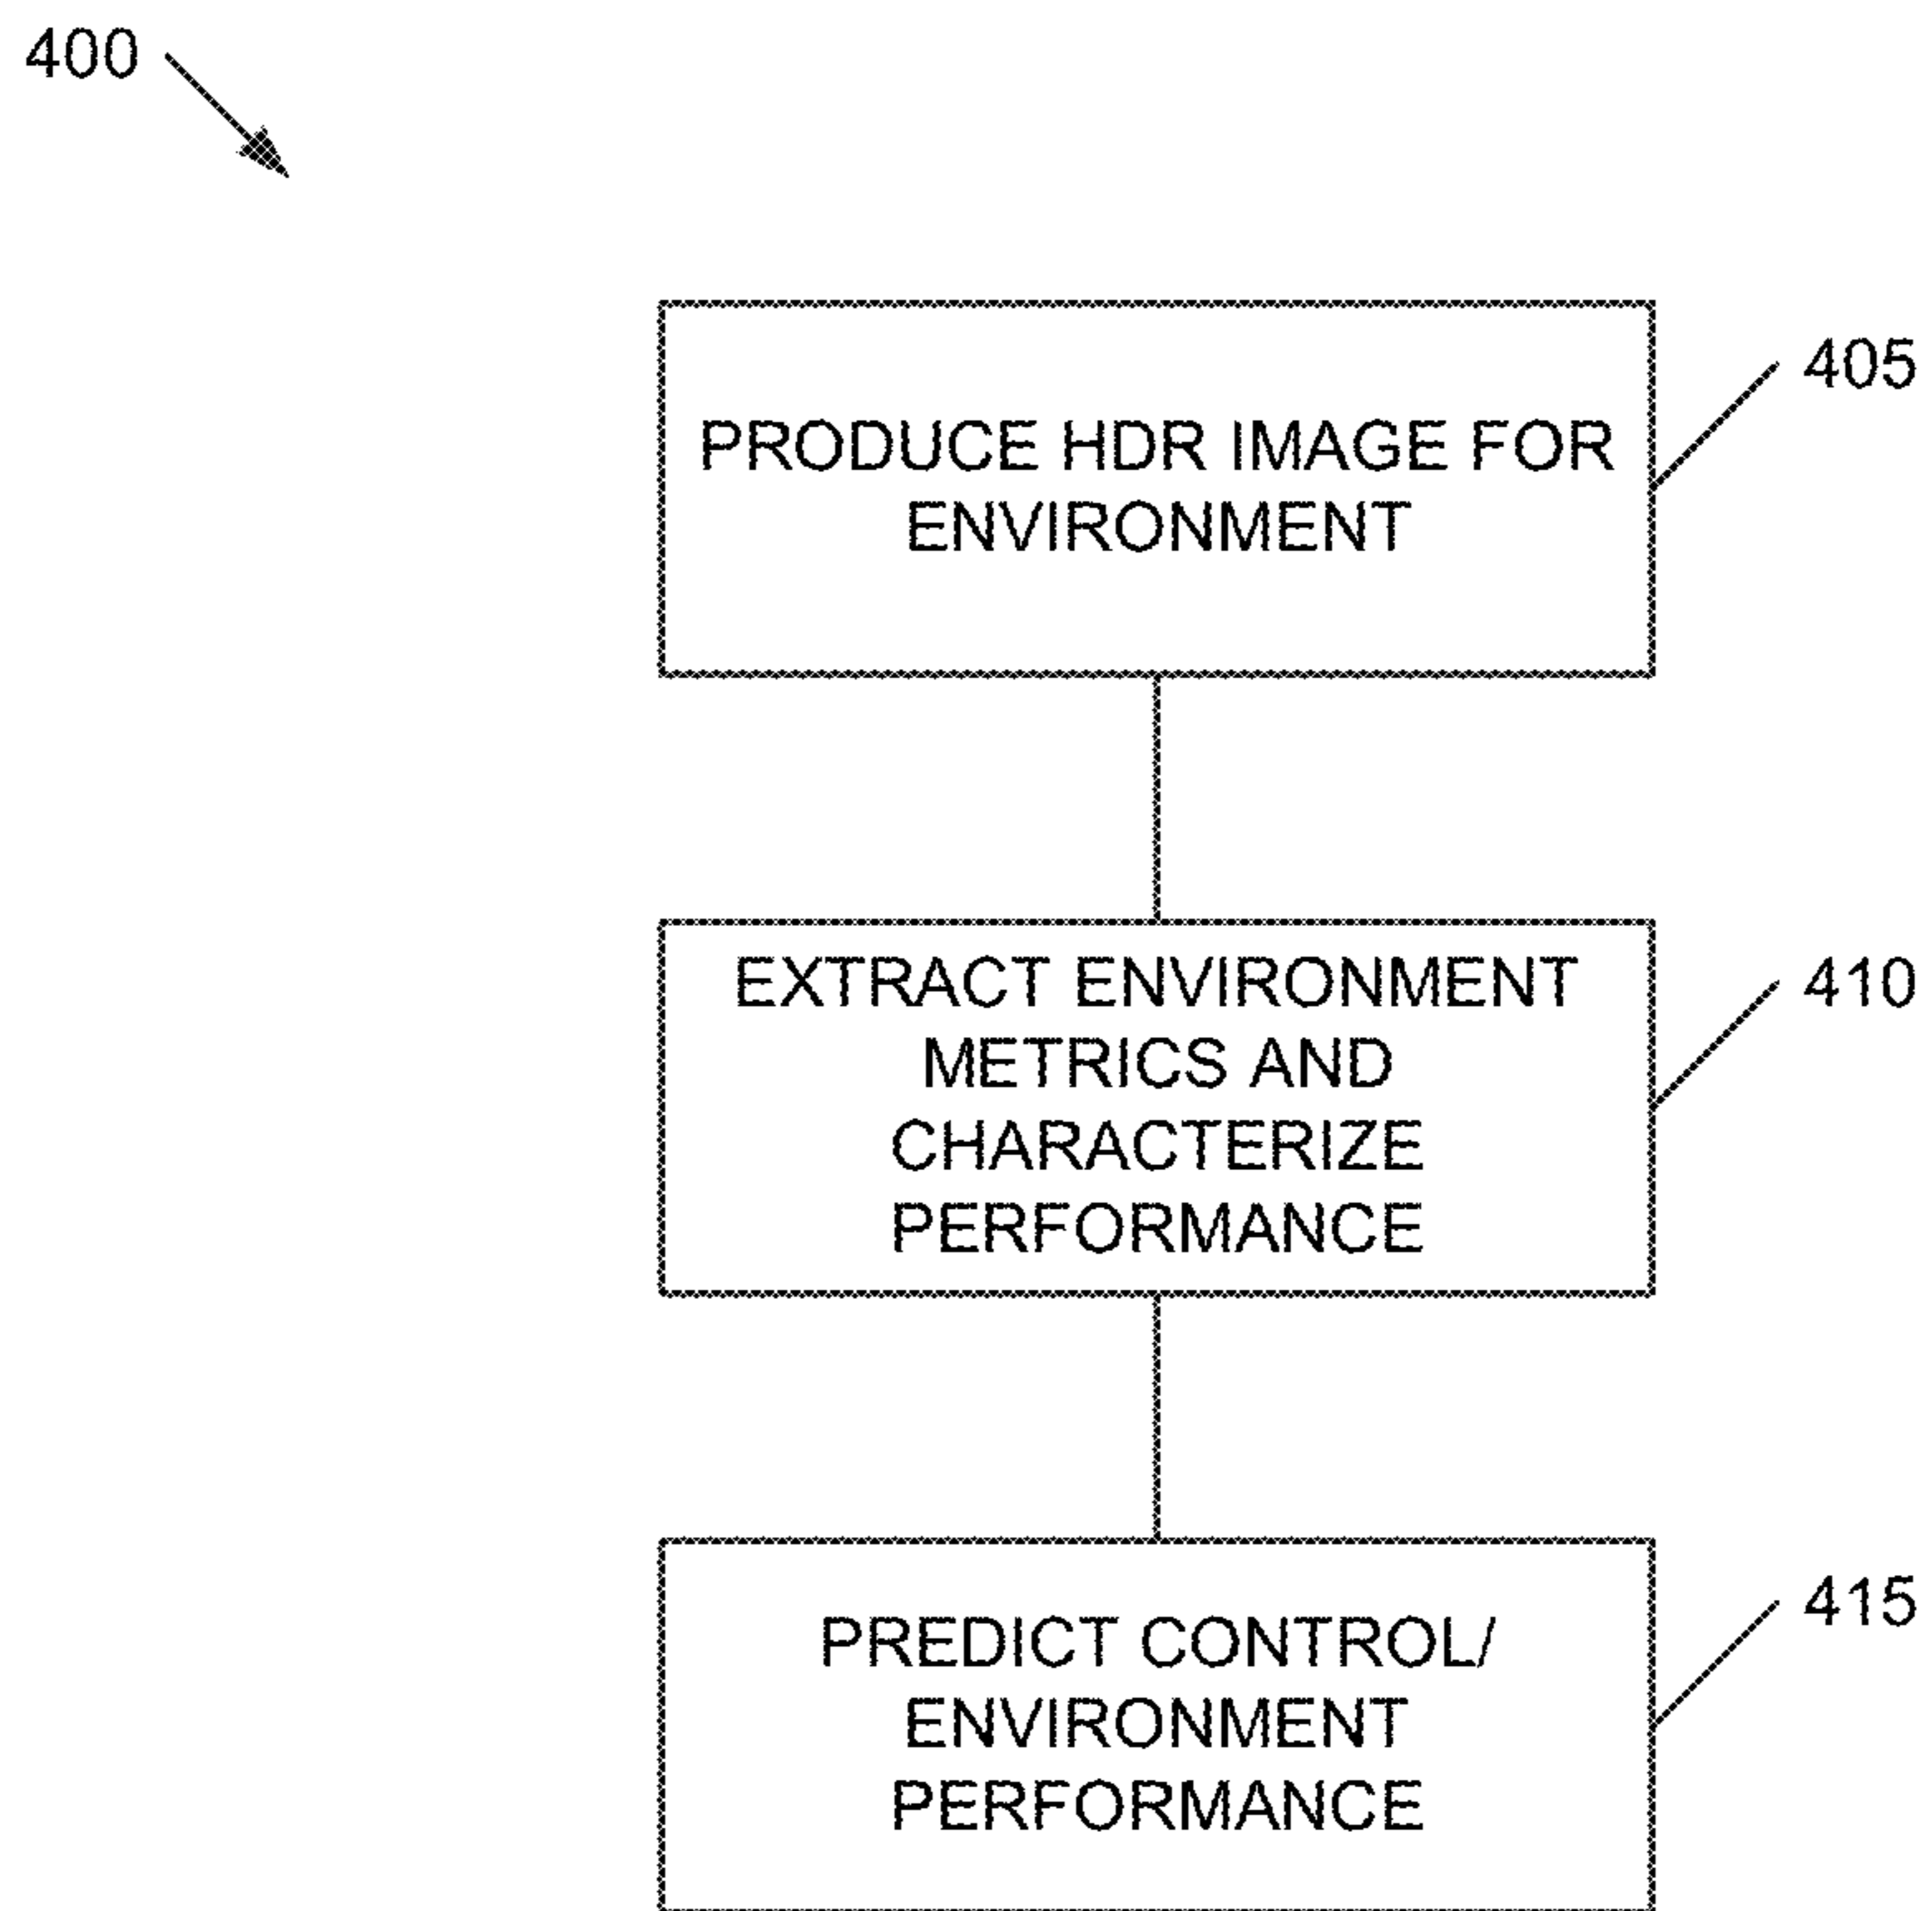 400
PRODUCE HDR IMAGE FOR
ENVIRONMENT
405
EXTRACT ENVIRONMENT
METRICS AND
CHARACTERIZE
PERFORMANCE
410
PREDICT CONTROL/
ENVIRONMENT
PERFORMANCE
415